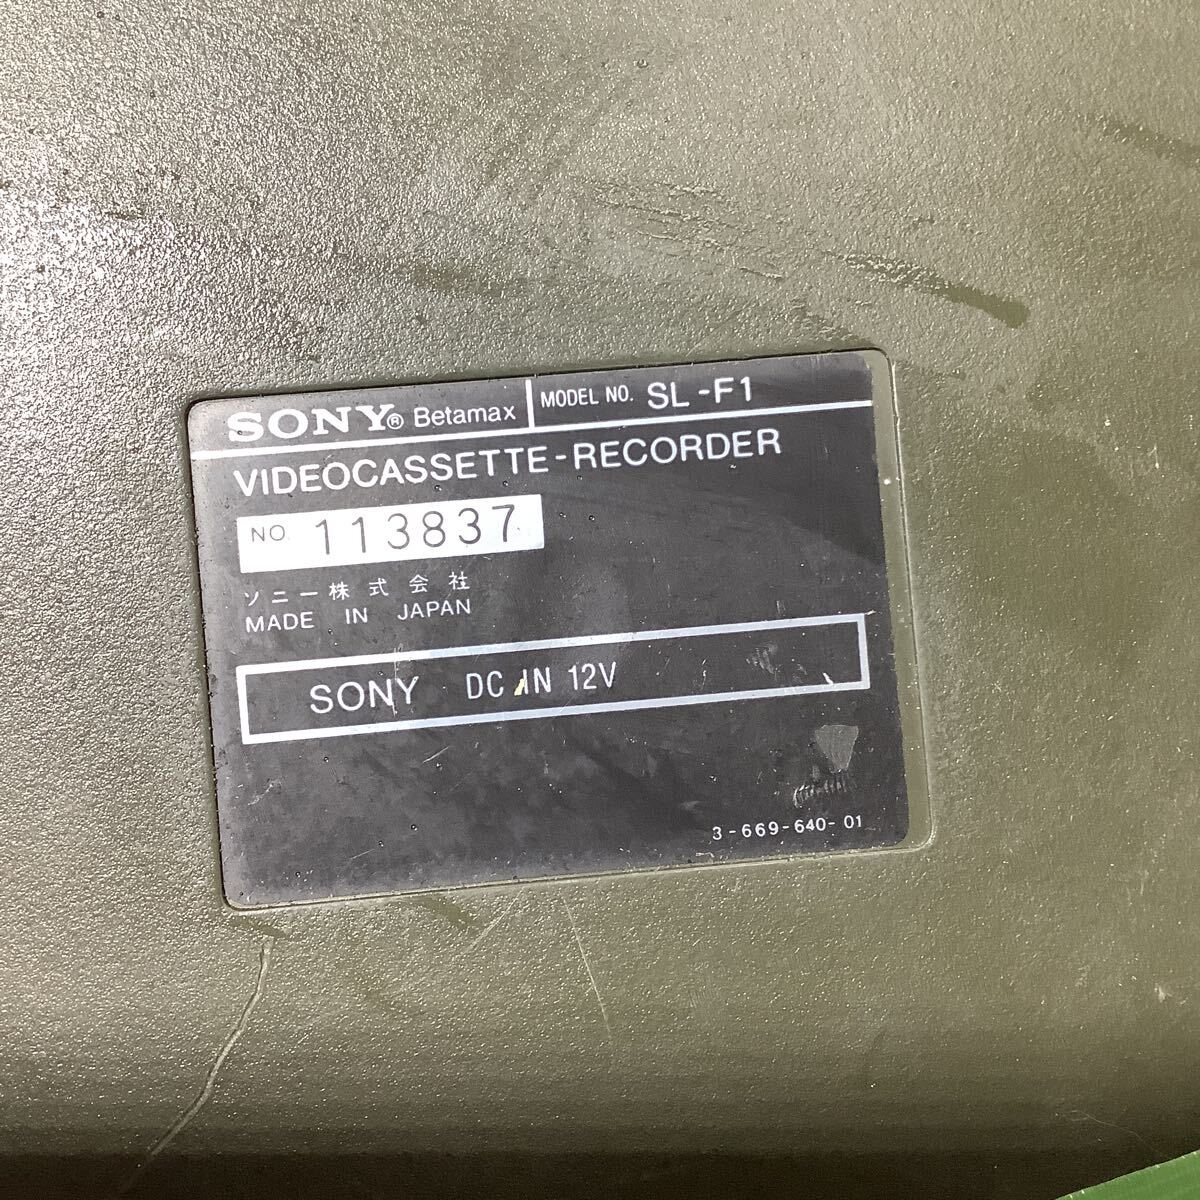 SONY® Betamax MODEL NO. SL-F1
VIDEOCASSETTE-RECORDER
NO. 113837
ソニー株式会社
MADE IN JAPAN
SONY DC IN 12V
3-669-640-01